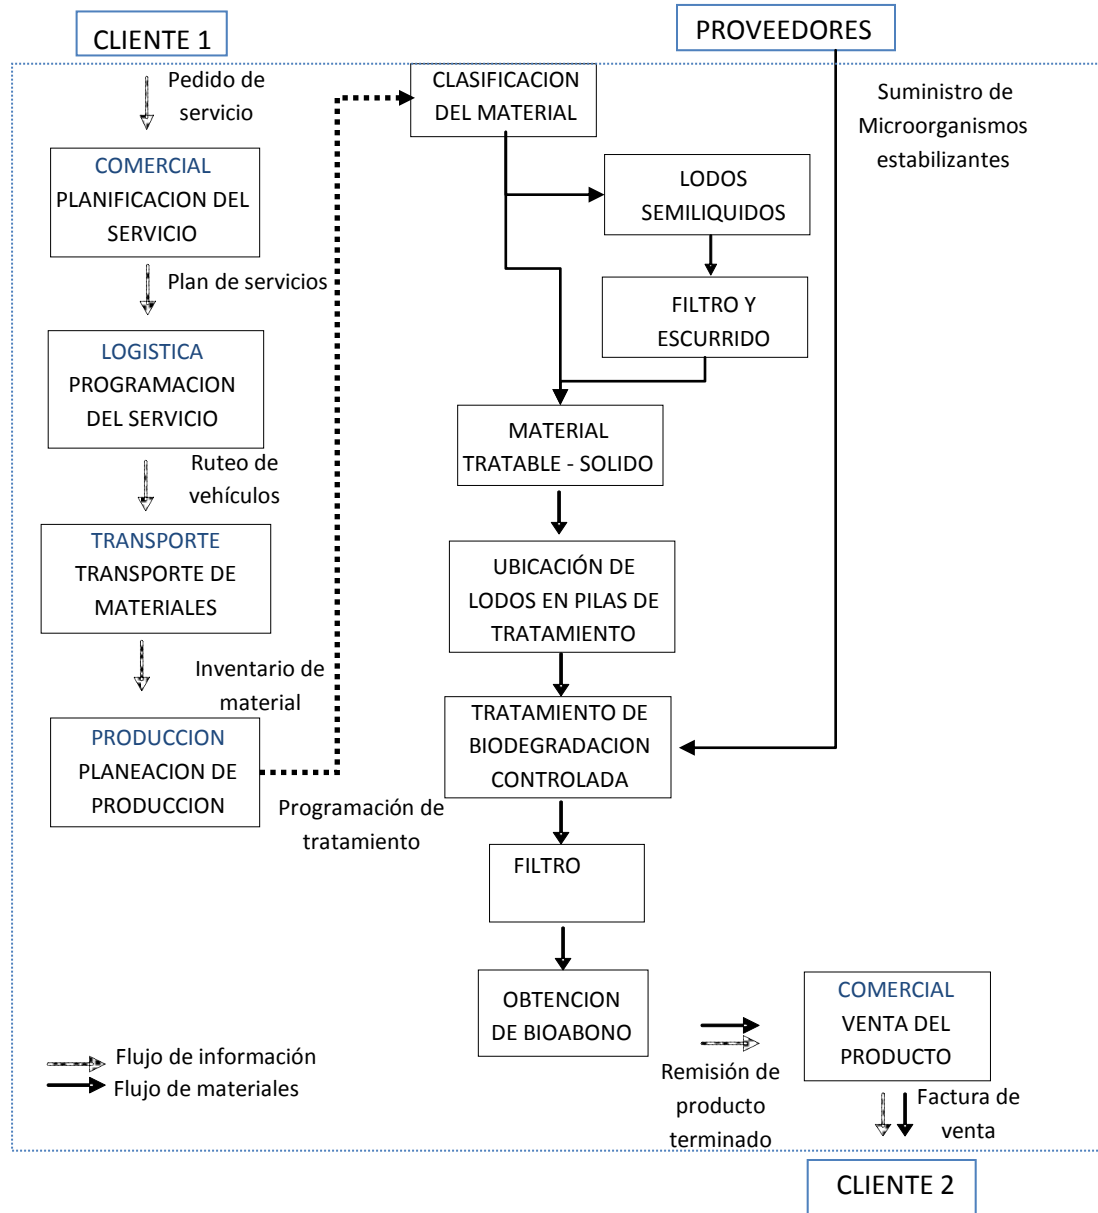 CLIENTE 1
PROVEEDORES
Pedido de
servicio
COMERCIAL
PLANIFICACION DEL
SERVICIO
Plan de servicios
LOGISTICA
PROGRAMACION
DEL SERVICIO
Ruteo de
vehículos
TRANSPORTE
TRANSPORTE DE
MATERIALES
Inventario de
material
PRODUCCION
PLANEACION DE
PRODUCCION
Programación de
tratamiento
CLASIFICACION
DEL MATERIAL
LODOS
SEMILIQUIDOS
FILTRO Y
ESCURRIDO
MATERIAL
TRATABLE - SOLIDO
UBICACIÓN DE
LODOS EN PILAS DE
TRATAMIENTO
Suministro de
Microorganismos
estabilizantes
TRATAMIENTO DE
BIODEGRADACION
CONTROLADA
FILTRO
OBTENCION
DE BIOABONO
Remisión de
producto
terminado
COMERCIAL
VENTA DEL
PRODUCTO
Factura de
venta
CLIENTE 2
Flujo de información
Flujo de materiales